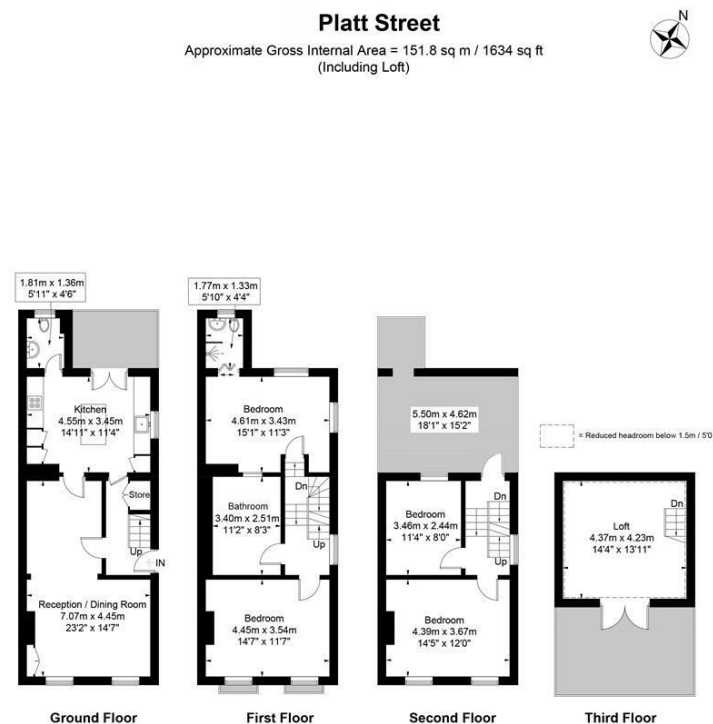 Platt Street
Approximate Gross Internal Area = 151.8 sq m / 1634 sq ft
(Including Loft)
N
1.81m x 1.36m
5'11" x 4'6"
Kitchen
4.55m x 3.45m
14'11" x 11'4"
Store
Up
IN
Reception / Dining Room
7.07m x 4.45m
23'2" x 14'7"
Ground Floor
1.77m x 1.33m
5'10" x 4'4"
Bedroom
4.61m x 3.43m
15'1" x 11'3"
Dn
Bathroom
3.40m x 2.51m
11'2" x 8'3"
Up
Bedroom
4.45m x 3.54m
14'7" x 11'7"
First Floor
5.50m x 4.62m
18'1" x 15'2"
Dn
Bedroom
3.46m x 2.44m
11'4" x 8'0"
Up
Bedroom
4.39m x 3.67m
14'5" x 12'0"
Second Floor
= Reduced headroom below 1.5m / 5'0
Dn
Loft
4.37m x 4.23m
14'4" x 13'11"
Third Floor